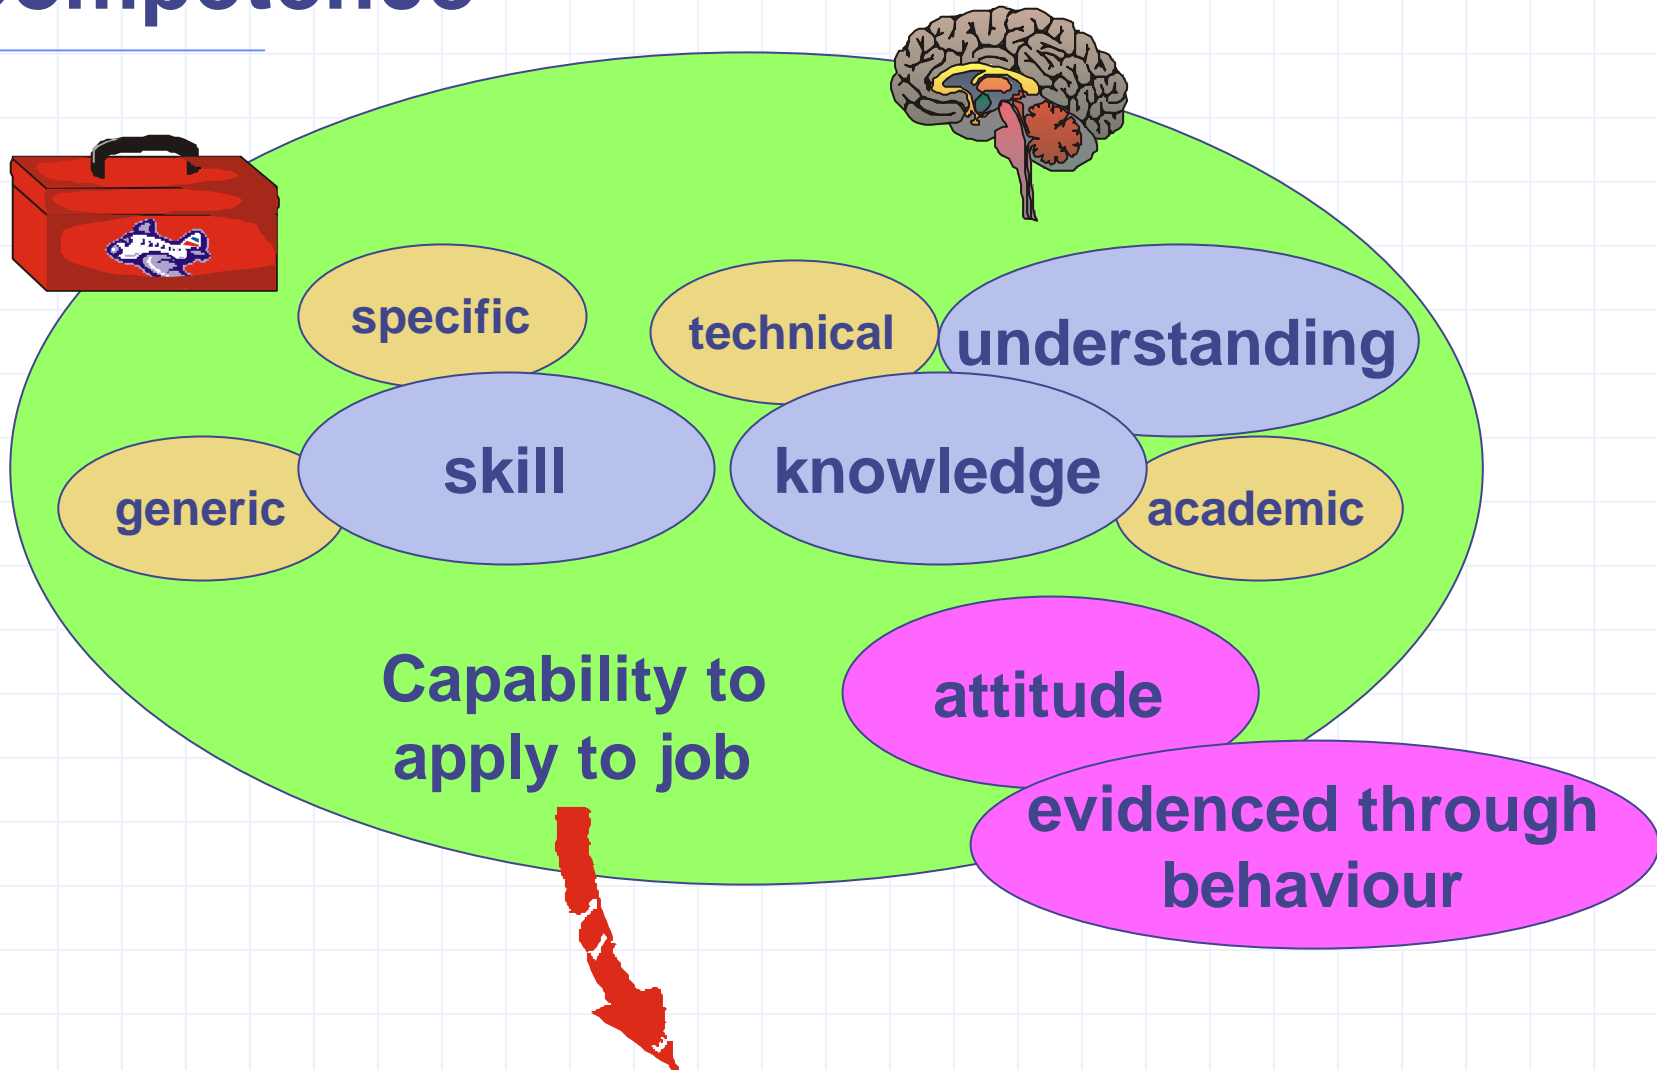 specific
technical
understanding
skill
knowledge
generic
academic
Capability to
apply to job
attitude
evidenced through
behaviour